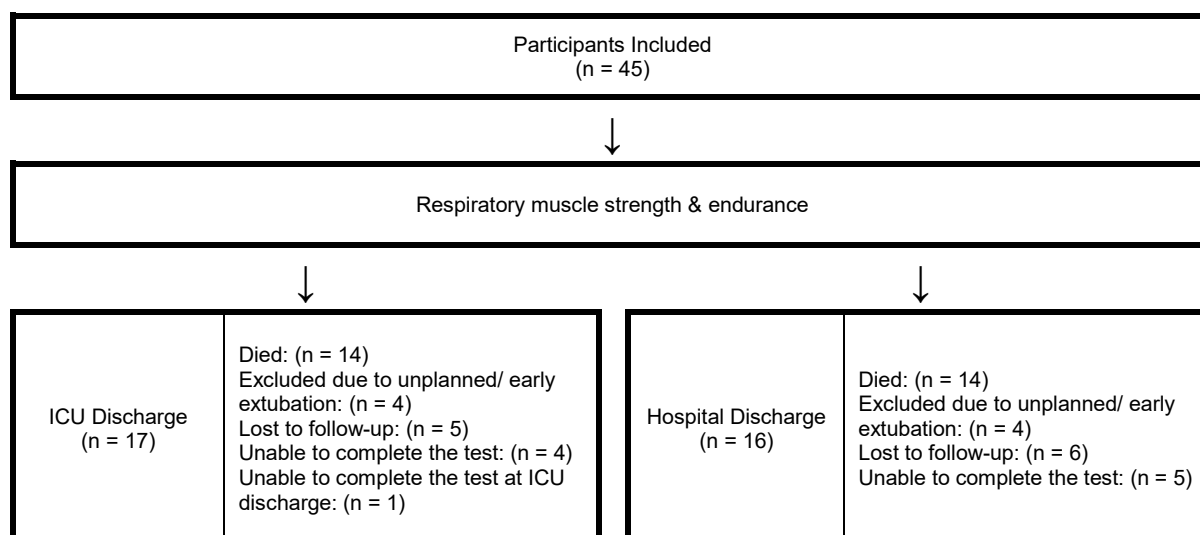 Participants Included
(n = 45)
↓
Respiratory muscle strength & endurance
↓ ↓
ICU Discharge
(n = 17)
Died: (n = 14)
Excluded due to unplanned/ early
extubation: (n = 4)
Lost to follow-up: (n = 5)
Unable to complete the test: (n = 4)
Unable to complete the test at ICU
discharge: (n = 1)
Hospital Discharge
(n = 16)
Died: (n = 14)
Excluded due to unplanned/ early
extubation: (n = 4)
Lost to follow-up: (n = 6)
Unable to complete the test: (n = 5)